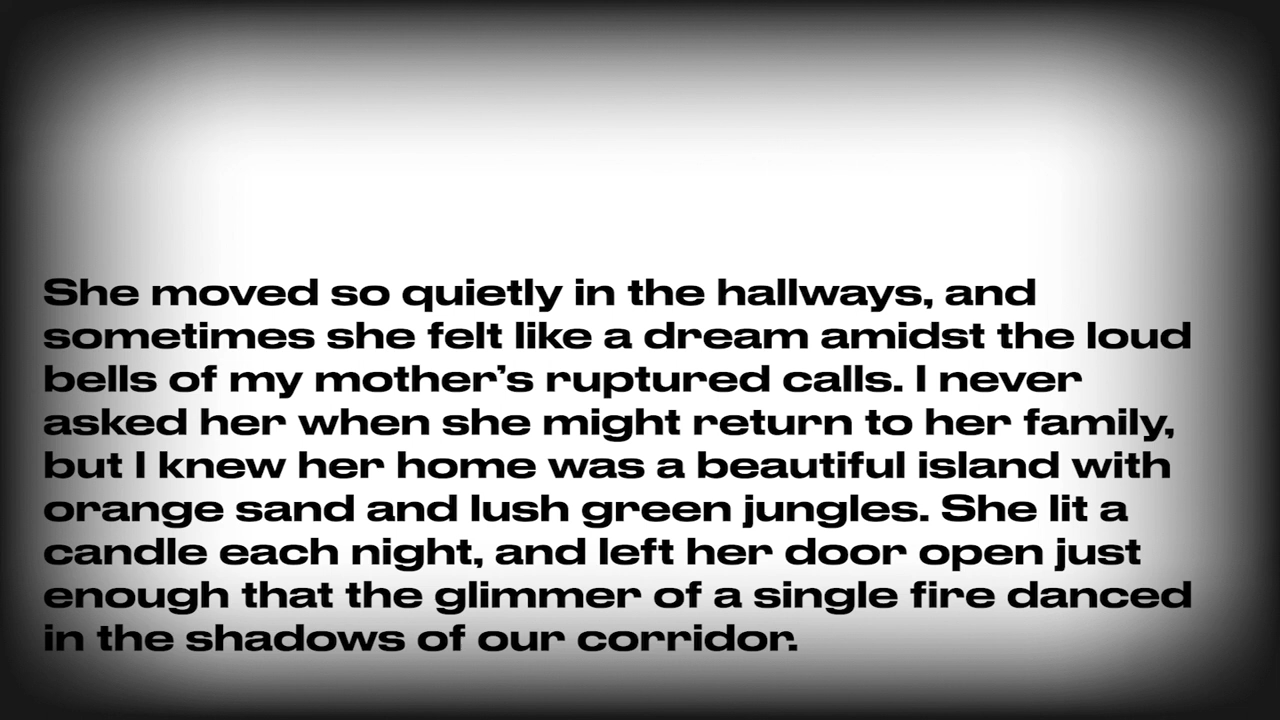 She moved so quietly in the hallways, and
sometimes she felt like a dream amidst the loud
bells of my mother’s ruptured calls. I never
asked her when she might return to her family,
but I knew her home was a beautiful island with
orange sand and lush green jungles. She lit a
candle each night, and left her door open just
enough that the glimmer of a single fire danced
in the shadows of our corridor.